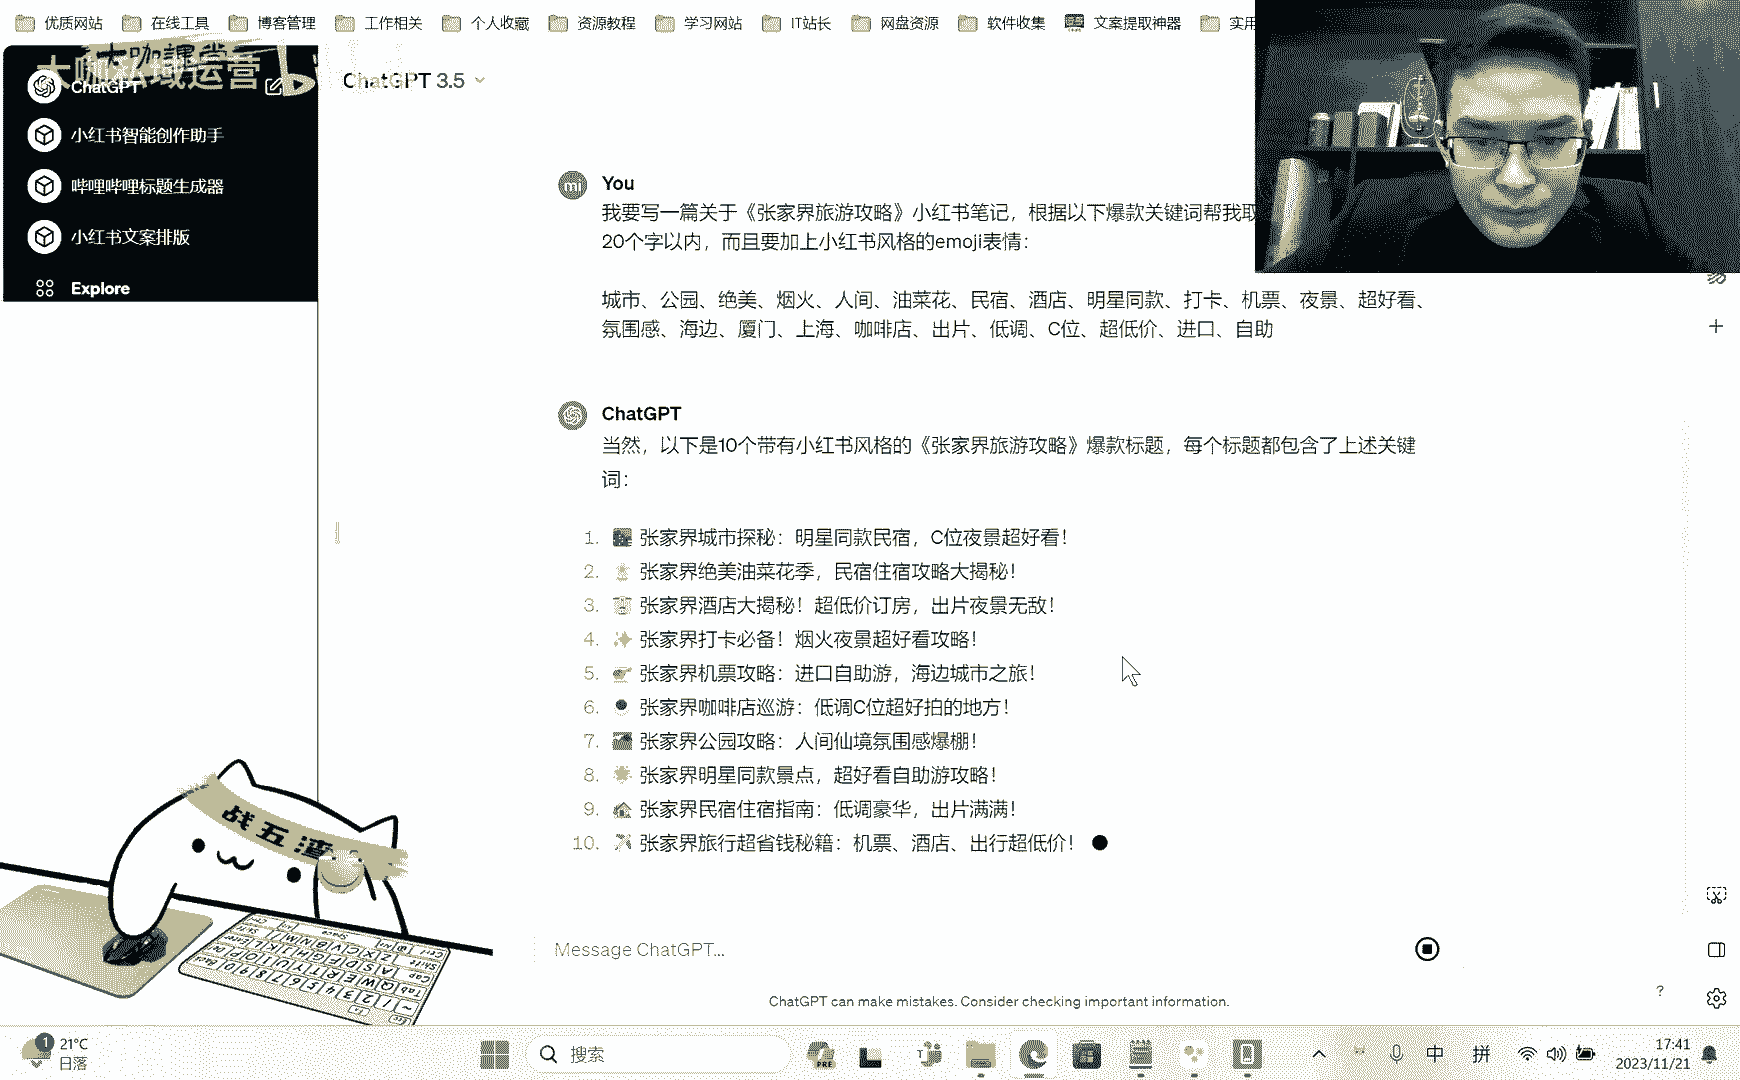 优质网站 在线工具 博客管理 工作相关 个人收藏 资源教程 学习网站 IT站长 网盘资源 软件收集 文案提取神器 实用
大咖課堂
大咖私域运营
ChatGPT
ChatGPT 3.5
小红书智能创作助手
哔哩哔哩标题生成器
小红书文案排版
Explore
mi
You
我要写一篇关于《张家界旅游攻略》小红书笔记，根据以下爆款关键词帮我取
20个字以内，而且要加上小红书风格的emoji表情：
城市、公园、绝美、烟火、人间、油菜花、民宿、酒店、明星同款、打卡、机票、夜景、超好看、
氛围感、海边、厦门、上海、咖啡店、出片、低调、C位、超低价、进口、自助
ChatGPT
当然，以下是10个带有小红书风格的《张家界旅游攻略》爆款标题，每个标题都包含了上述关键
词：
1. 张家界城市探秘：明星同款民宿，C位夜景超好看！
2. 张家界绝美油菜花季，民宿住宿攻略大揭秘！
3. 张家界酒店大揭秘！超低价订房，出片夜景无敌！
4. 张家界打卡必备！烟火夜景超好看攻略！
5. 张家界机票攻略：进口自助游，海边城市之旅！
6. 张家界咖啡店巡游：低调C位超好拍的地方！
7. 张家界公园攻略：人间仙境氛围感爆棚！
8. 张家界明星同款景点，超好看自助游攻略！
9. 张家界民宿住宿指南：低调豪华，出片满满！
10. 张家界旅行超省钱秘籍：机票、酒店、出行超低价！
战五渣
Message ChatGPT...
ChatGPT can make mistakes. Consider checking important information.
?
1
21°C
日落
搜索
PRE
中
拼
17:41
2023/11/21